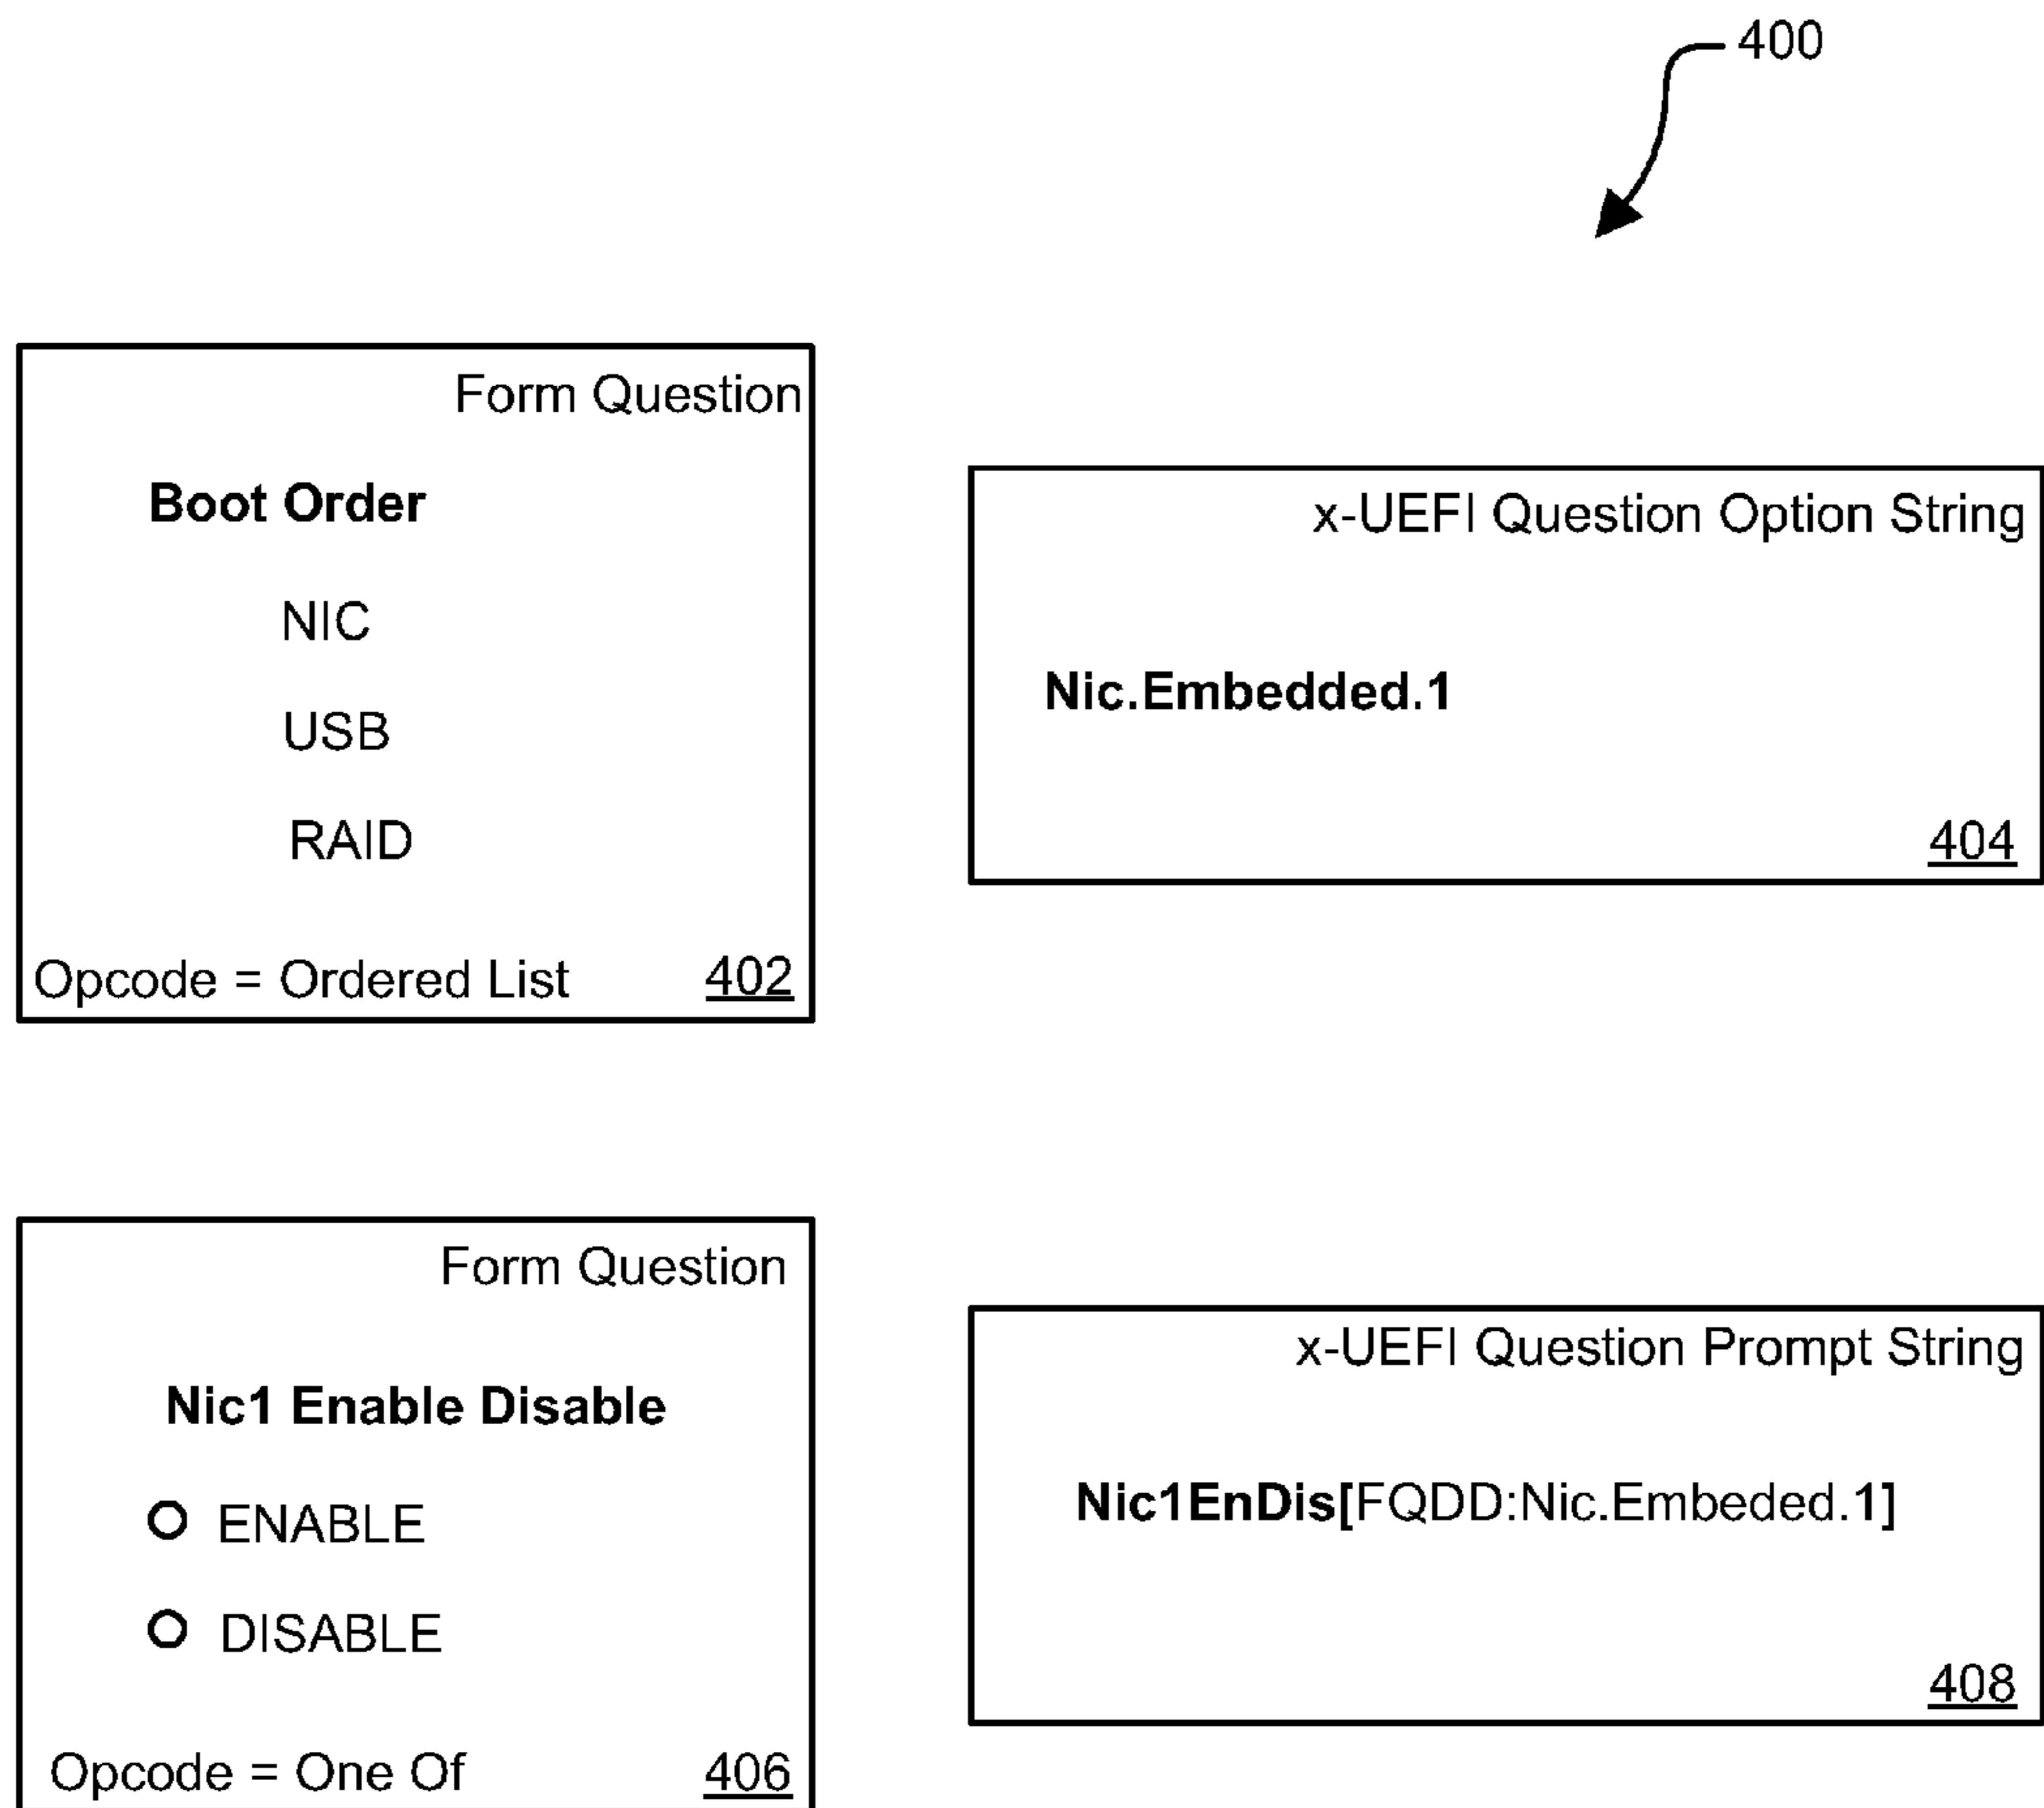 400
Form Question
Boot Order
NIC
USB
RAID
Opcode = Ordered List 402
x-UEFI Question Option String
Nic.Embedded.1
404
Form Question
Nic1 Enable Disable
ENABLE
DISABLE
Opcode = One Of 406
x-UEFI Question Prompt String
Nic1EnDis[FQDD:Nic.Embeded.1]
408